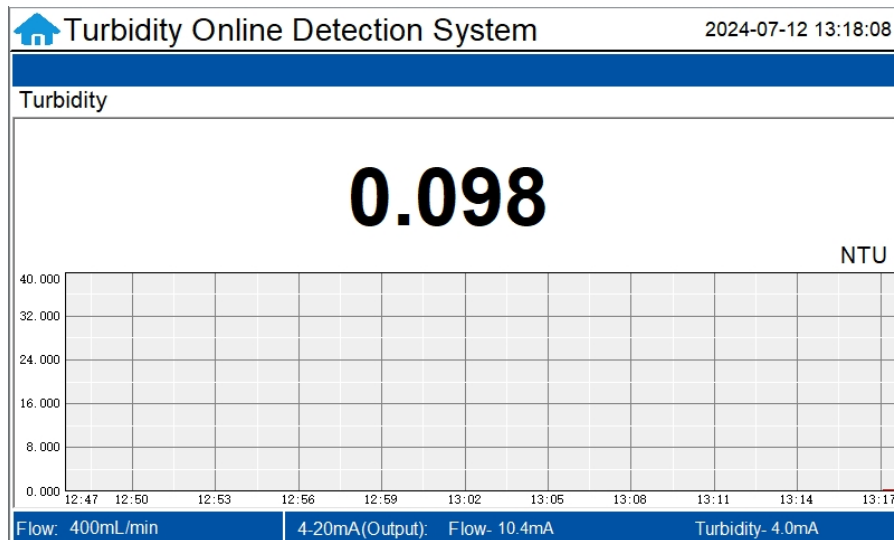 Turbidity Online Detection System 2024-07-12 13:18:08
Turbidity
0.098
NTU
40.000
32.000
24.000
16.000
8.000
0.000
12:47 12:50 12:53 12:56 12:59 13:02 13:05 13:08 13:11 13:14 13:17
Flow: 400mL/min 4-20mA(Output): Flow- 10.4mA Turbidity- 4.0mA